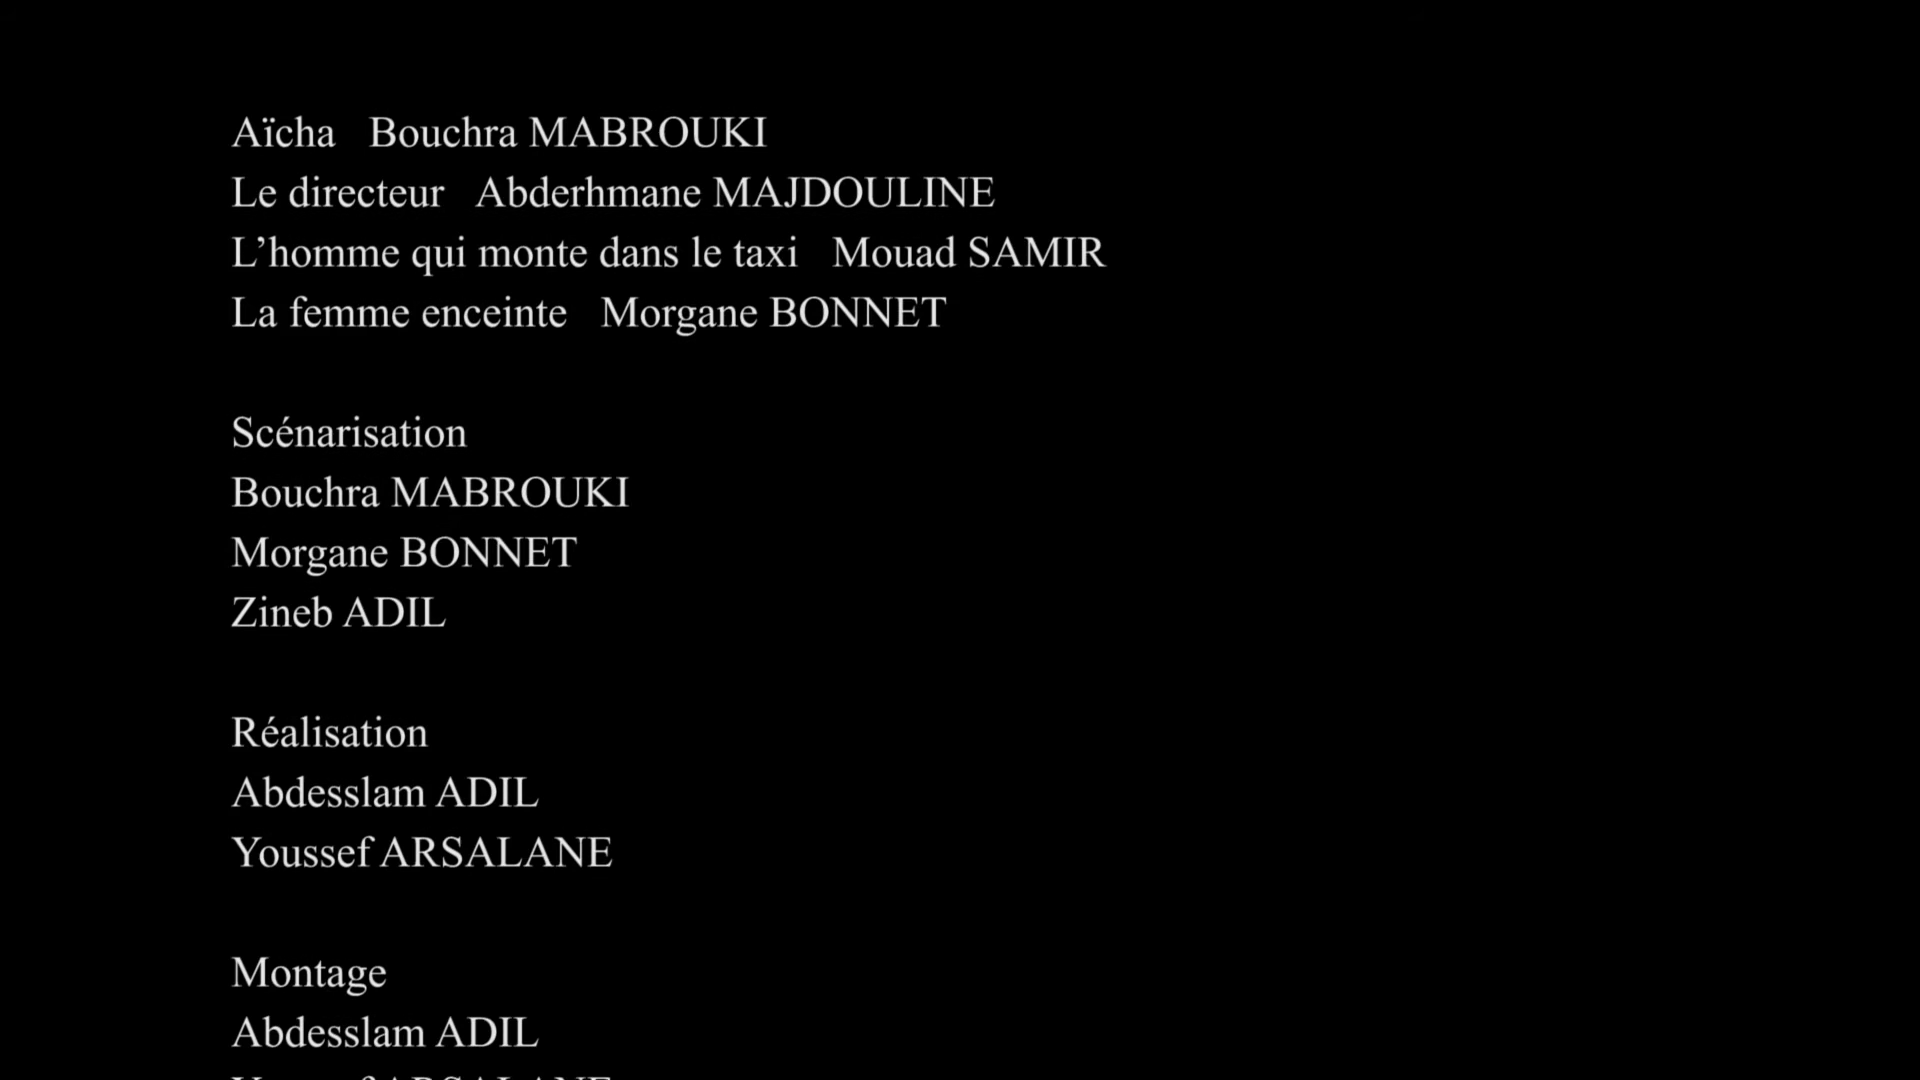 Aïcha   Bouchra MABROUKI
Le directeur   Abderhmane MAJDOULINE
L’homme qui monte dans le taxi   Mouad SAMIR
La femme enceinte   Morgane BONNET
Scénarisation
Bouchra MABROUKI
Morgane BONNET
Zineb ADIL
Réalisation
Abdesslam ADIL
Youssef ARSALANE
Montage
Abdesslam ADIL